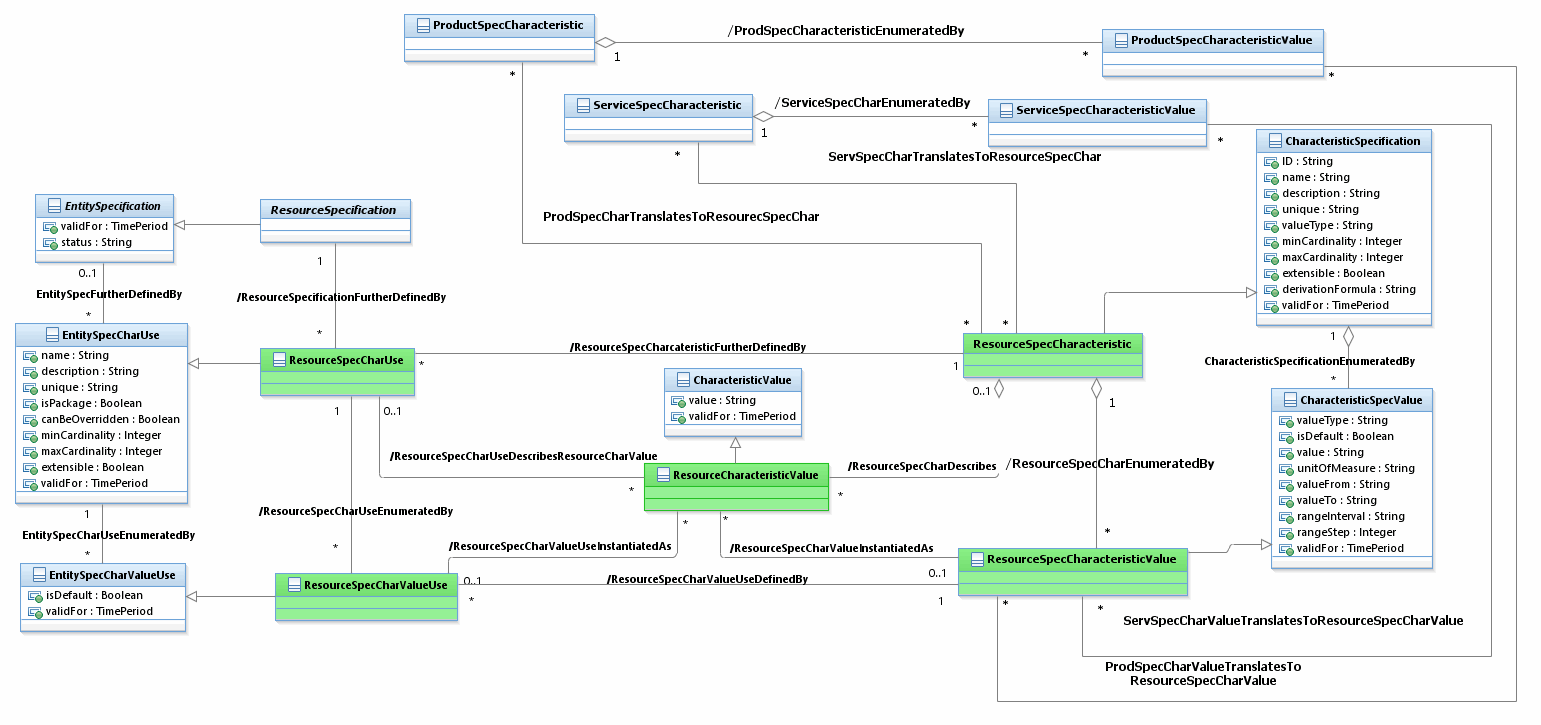 ProductSpecCharacteristic
1
*
/ProdSpecCharacteristicEnumeratedBy
*
ProductSpecCharacteristicValue
*
ServiceSpecCharacteristic
1
*
/ServiceSpecCharEnumeratedBy
*
ServiceSpecCharacteristicValue
*
ServSpecCharTranslatesToResourceSpecChar
ProdSpecCharTranslatesToResourecSpecChar
CharacteristicSpecification
ID : String
name : String
description : String
unique : String
valueType : String
minCardinality : Integer
maxCardinality : Integer
extensible : Boolean
derivationFormula : String
validFor : TimePeriod
1
CharacteristicSpecificationEnumeratedBy
*
EntitySpecification
validFor : TimePeriod
status : String
0..1
EntitySpecFurtherDefinedBy
*
ResourceSpecification
1
/ResourceSpecificationFurtherDefinedBy
*
EntitySpecCharUse
name : String
description : String
unique : String
isPackage : Boolean
canBeOverridden : Boolean
minCardinality : Integer
maxCardinality : Integer
extensible : Boolean
validFor : TimePeriod
1
EntitySpecCharUseEnumeratedBy
*
ResourceSpecCharUse
*
1
0..1
/ResourceSpecCharcateristicFurtherDefinedBy
*
*
ResourceSpecCharacteristic
1
0..1
1
CharacteristicValue
value : String
validFor : TimePeriod
CharacteristicSpecValue
valueType : String
isDefault : Boolean
value : String
unitOfMeasure : String
valueFrom : String
valueTo : String
rangeInterval : String
rangeStep : Integer
validFor : TimePeriod
/ResourceSpecCharUseDescribesResourceCharValue
*
ResourceCharacteristicValue
/ResourceSpecCharDescribes
*
/ResourceSpecCharEnumeratedBy
*
/ResourceSpecCharUseEnumeratedBy
*
*
*
/ResourceSpecCharValueUseInstantiatedAs
/ResourceSpecCharValueInstantiatedAs
EntitySpecCharValueUse
isDefault : Boolean
validFor : TimePeriod
ResourceSpecCharValueUse
0..1
*
/ResourceSpecCharValueUseDefinedBy
0..1
1
ResourceSpecCharacteristicValue
*
*
ServSpecCharValueTranslatesToResourceSpecCharValue
ProdSpecCharValueTranslatesTo
ResourceSpecCharValue